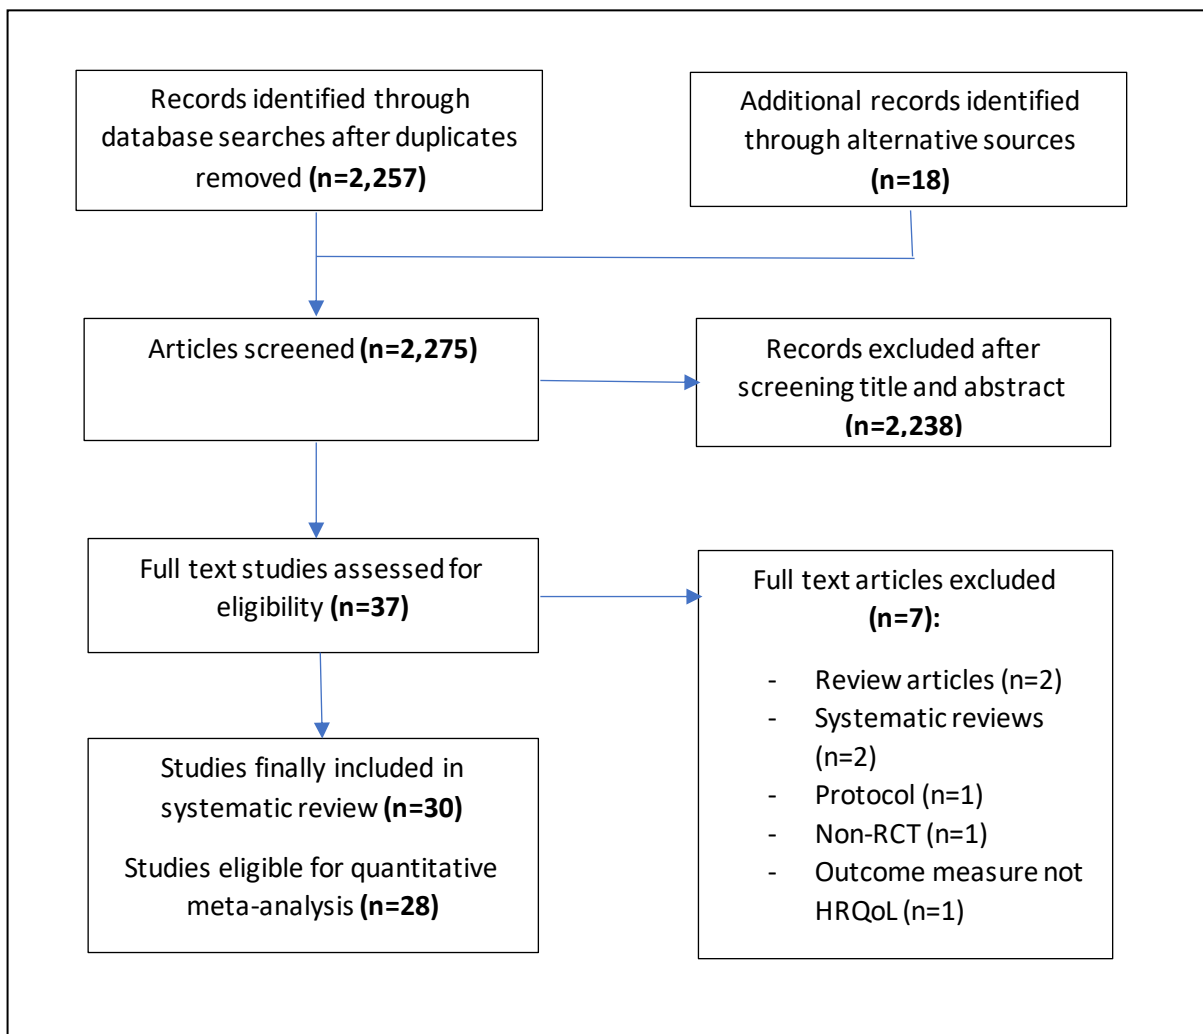 Records identified through
database searches after duplicates
removed (n=2,257)
Additional records identified
through alternative sources
(n=18)
Articles screened (n=2,275)
Records excluded after
screening title and abstract
(n=2,238)
Full text studies assessed for
eligibility (n=37)
Full text articles excluded
(n=7):
- Review articles (n=2)
- Systematic reviews
(n=2)
- Protocol (n=1)
- Non-RCT (n=1)
- Outcome measure not
HRQoL (n=1)
Studies finally included in
systematic review (n=30)
Studies eligible for quantitative
meta-analysis (n=28)